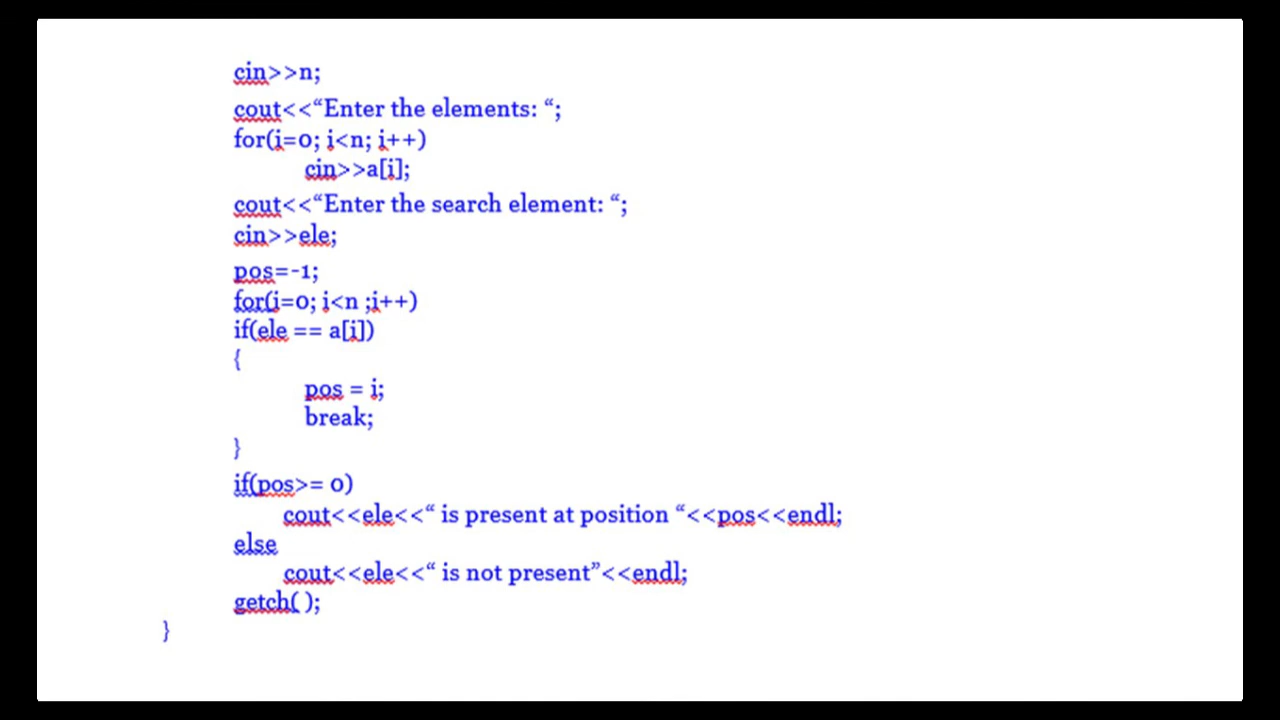 cin>>n;
cout<<“Enter the elements: “;
for(i=0; i<n; i++)
cin>>a[i];
cout<<“Enter the search element: “;
cin>>ele;
pos=-1;
for(i=0; i<n ;i++)
if(ele == a[i])
{
pos = i;
break;
}
if(pos>= 0)
cout<<ele<<“ is present at position “<<pos<<endl;
else
cout<<ele<<“ is not present”<<endl;
getch( );
}